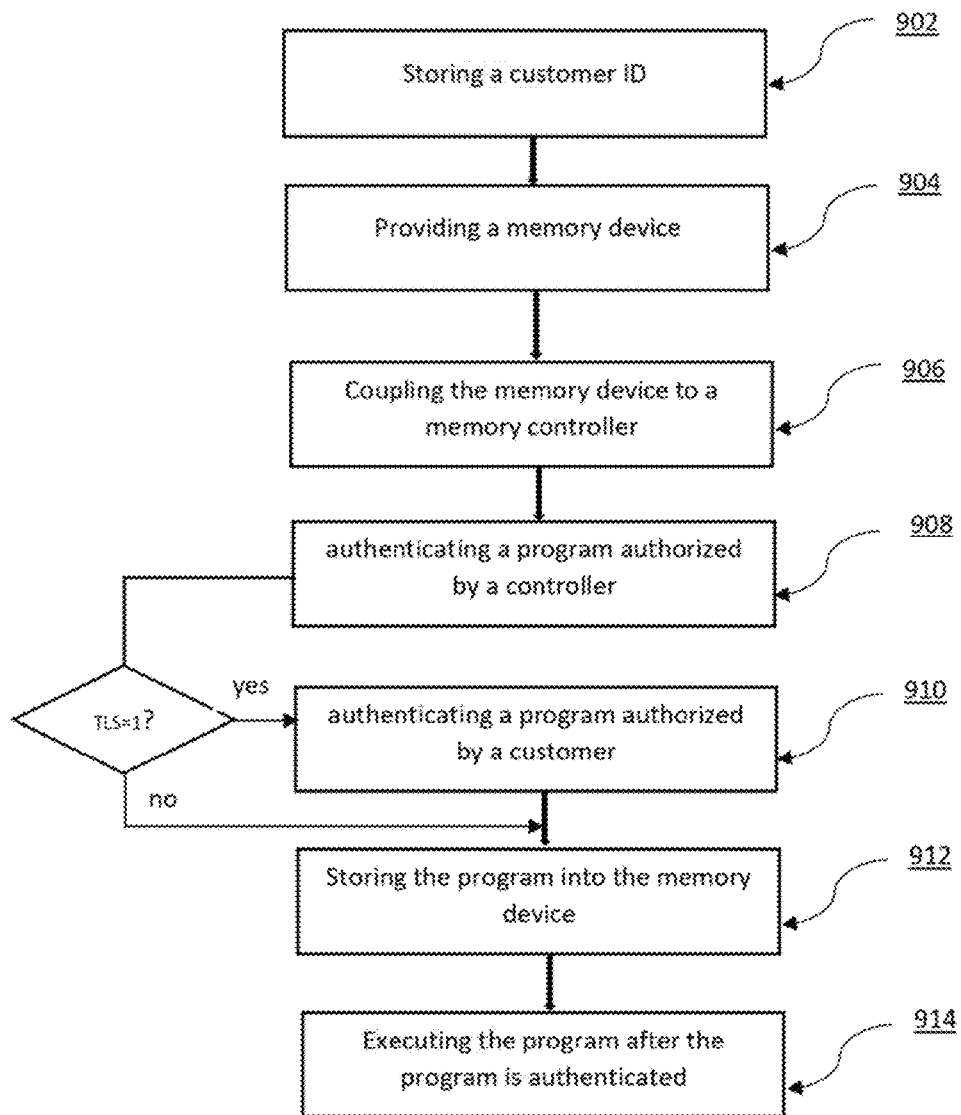 902
Storing a customer ID
904
Providing a memory device
906
Coupling the memory device to a
memory controller
908
authenticating a program authorized
by a controller
TLS=1?
yes
910
authenticating a program authorized
by a customer
no
912
Storing the program into the memory
device
914
Executing the program after the
program is authenticated